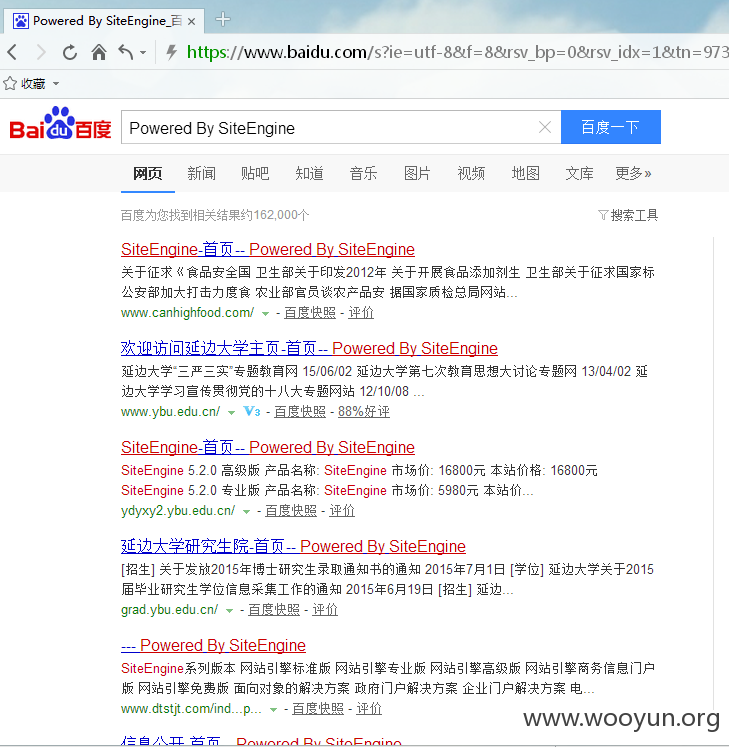 Powered By SiteEngine_百
https://www.baidu.com/s?ie=utf-8&f=8&rsv_bp=0&rsv_idx=1&tn=973
收藏
Bai du 百度
Powered By SiteEngine
百度一下
网页 新闻 贴吧 知道 音乐 图片 视频 地图 文库 更多»
百度为您找到相关结果约162,000个
搜索工具
SiteEngine-首页-- Powered By SiteEngine
关于征求《食品安全国 卫生部关于印发2012年 关于开展食品添加剂生 卫生部关于征求国家标
公安部加大打击力度食 农业部官员谈农产品安 据国家质检总局网站...
www.canhighfood.com/ - 百度快照 - 评价
欢迎访问延边大学主页-首页-- Powered By SiteEngine
延边大学“三严三实”专题教育网 15/06/02 延边大学第七次教育思想大讨论专题网 13/04/02 延
边大学学习宣传贯彻党的十八大专题网站 12/10/08 ...
www.ybu.edu.cn/ V3 - 百度快照 - 88%好评
SiteEngine-首页-- Powered By SiteEngine
SiteEngine 5.2.0 高级版 产品名称: SiteEngine 市场价: 16800元 本站价格: 16800元
SiteEngine 5.2.0 专业版 产品名称: SiteEngine 市场价: 5980元 本站价...
ydyxy2.ybu.edu.cn/ - 百度快照 - 评价
延边大学研究生院-首页-- Powered By SiteEngine
[招生] 关于发放2015年博士研究生录取通知书的通知 2015年7月1日 [学位] 延边大学关于2015
届毕业研究生学位信息采集工作的通知 2015年6月19日 [招生] 延边...
grad.ybu.edu.cn/ - 百度快照 - 评价
--- Powered By SiteEngine
SiteEngine系列版本 网站引擎标准版 网站引擎专业版 网站引擎高级版 网站引擎商务信息门户
版 网站引擎免费版 面向对象的解决方案 政府门户解决方案 企业门户解决方案 电...
www.dtstjt.com/ind...p... - 百度快照 - 评价
www.wooyun.org
信息公开-首页-- Powered By SiteEngine